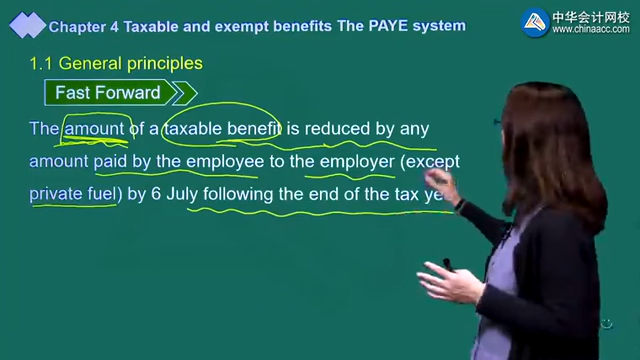 Chapter 4 Taxable and exempt benefits The PAYE system
中华会计网校
www.chinaacc.com
1.1 General principles
Fast Forward
The amount of a taxable benefit is reduced by any
amount paid by the employee to the employer (except
private fuel) by 6 July following the end of the tax